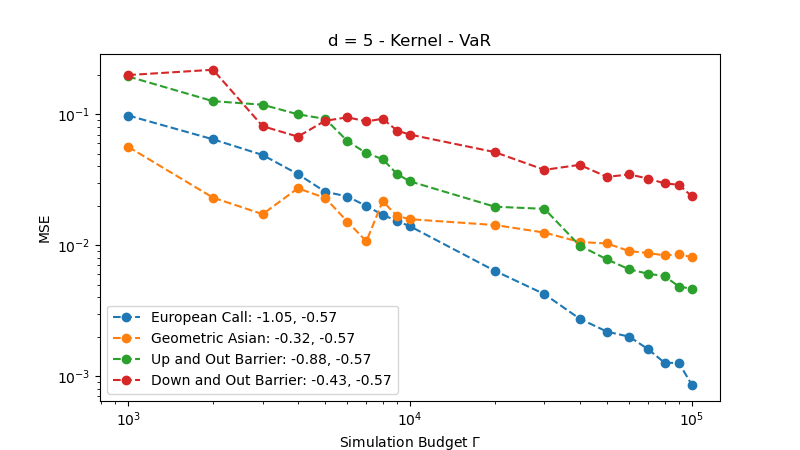 d = 5 - Kernel - VaR
MSE
10⁻¹
10⁻²
10⁻³
European Call: -1.05, -0.57
Geometric Asian: -0.32, -0.57
Up and Out Barrier: -0.88, -0.57
Down and Out Barrier: -0.43, -0.57
10³
10⁴
10⁵
Simulation Budget Γ